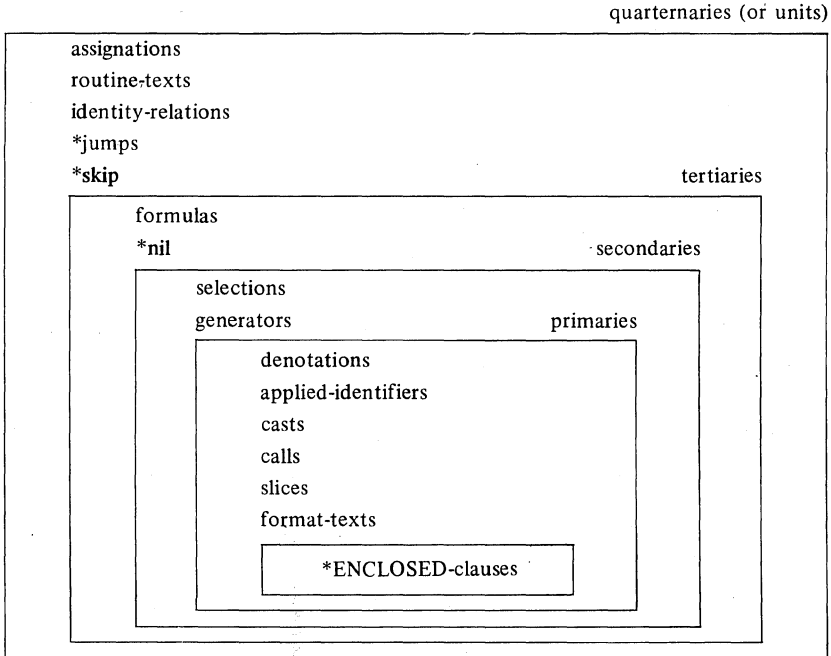 quarternaries (or units)
assignations
routine-texts
identity-relations
*jumps
*skip tertiaries
formulas
*nil secondaries
selections
generators primaries
denotations
applied-identifiers
casts
calls
slices
format-texts
*ENCLOSED-clauses